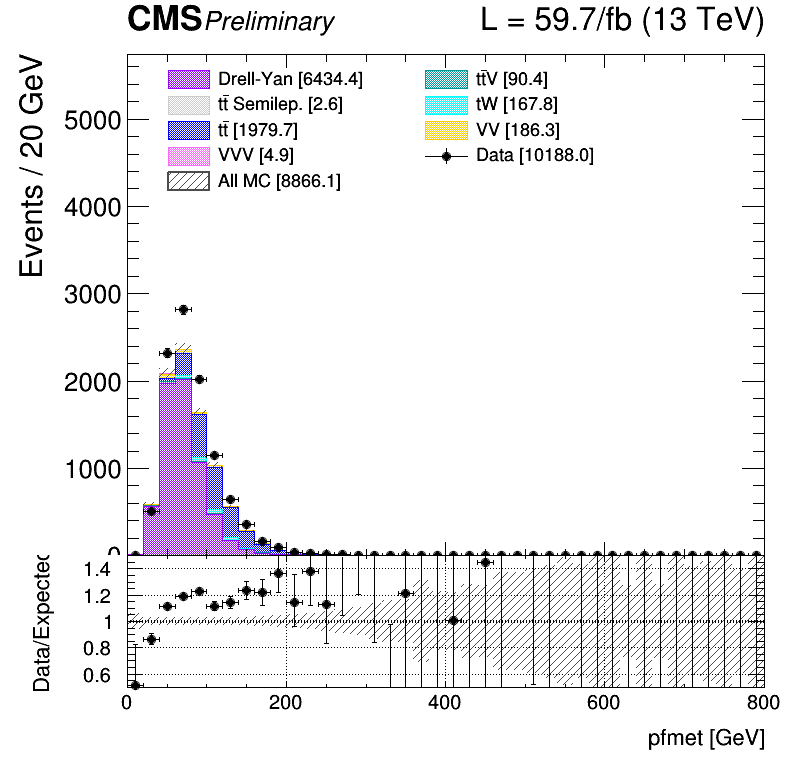 CMS Preliminary L = 59.7/fb (13 TeV)
Events / 20 GeV
Drell-Yan [6434.4]
tt̄ Semilep. [2.6]
tt̄ [1979.7]
VVV [4.9]
All MC [8866.1]
tt̄V [90.4]
tW [167.8]
VV [186.3]
Data [10188.0]
5000
4000
3000
2000
1000
0
Data/Expected
1.4
1.2
1
0.8
0.6
0 200 400 600 800
pfmet [GeV]